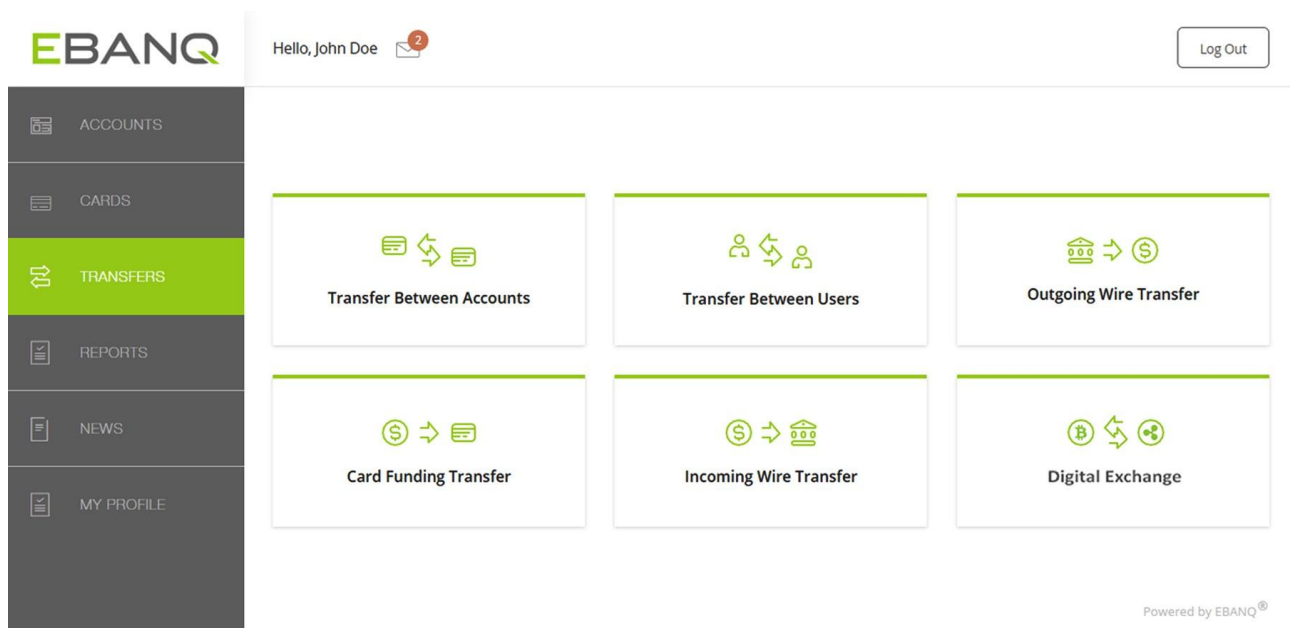 EBANQ
Hello, John Doe
2
Log Out
ACCOUNTS
CARDS
TRANSFERS
REPORTS
NEWS
MY PROFILE
Transfer Between Accounts
Transfer Between Users
Outgoing Wire Transfer
Card Funding Transfer
Incoming Wire Transfer
Digital Exchange
Powered by EBANQ®